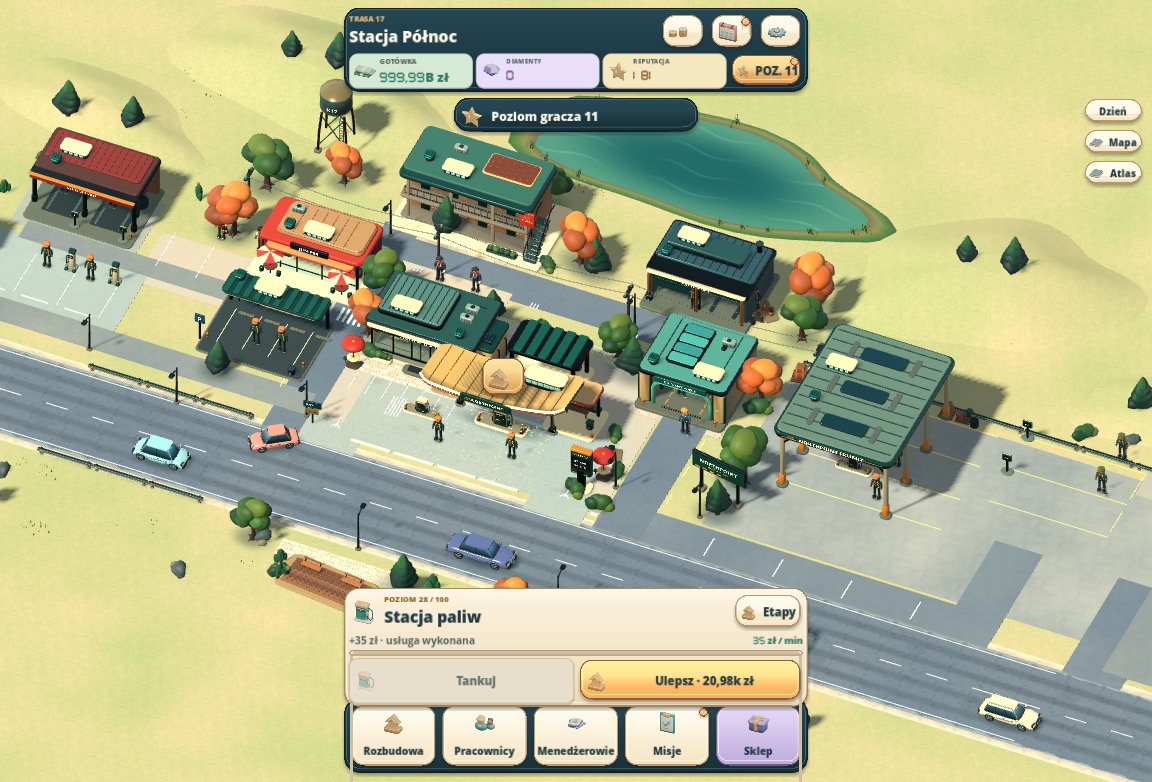 TRASA 17
Stacja Północ
GOTÓWKA
999,99B zł
DIAMENTY
0
REPUTACJA
POZ. 11
Poziom gracza 11
Dzień
Mapa
Atlas
NORTHPOINT
POZIOM 28 / 100
Stacja paliw
Etapy
+35 zł · usługa wykonana
35 zł / min
Tankuj
Ulepsz · 20,98k zł
Rozbudowa
Pracownicy
Menedżerowie
Misje
Sklep